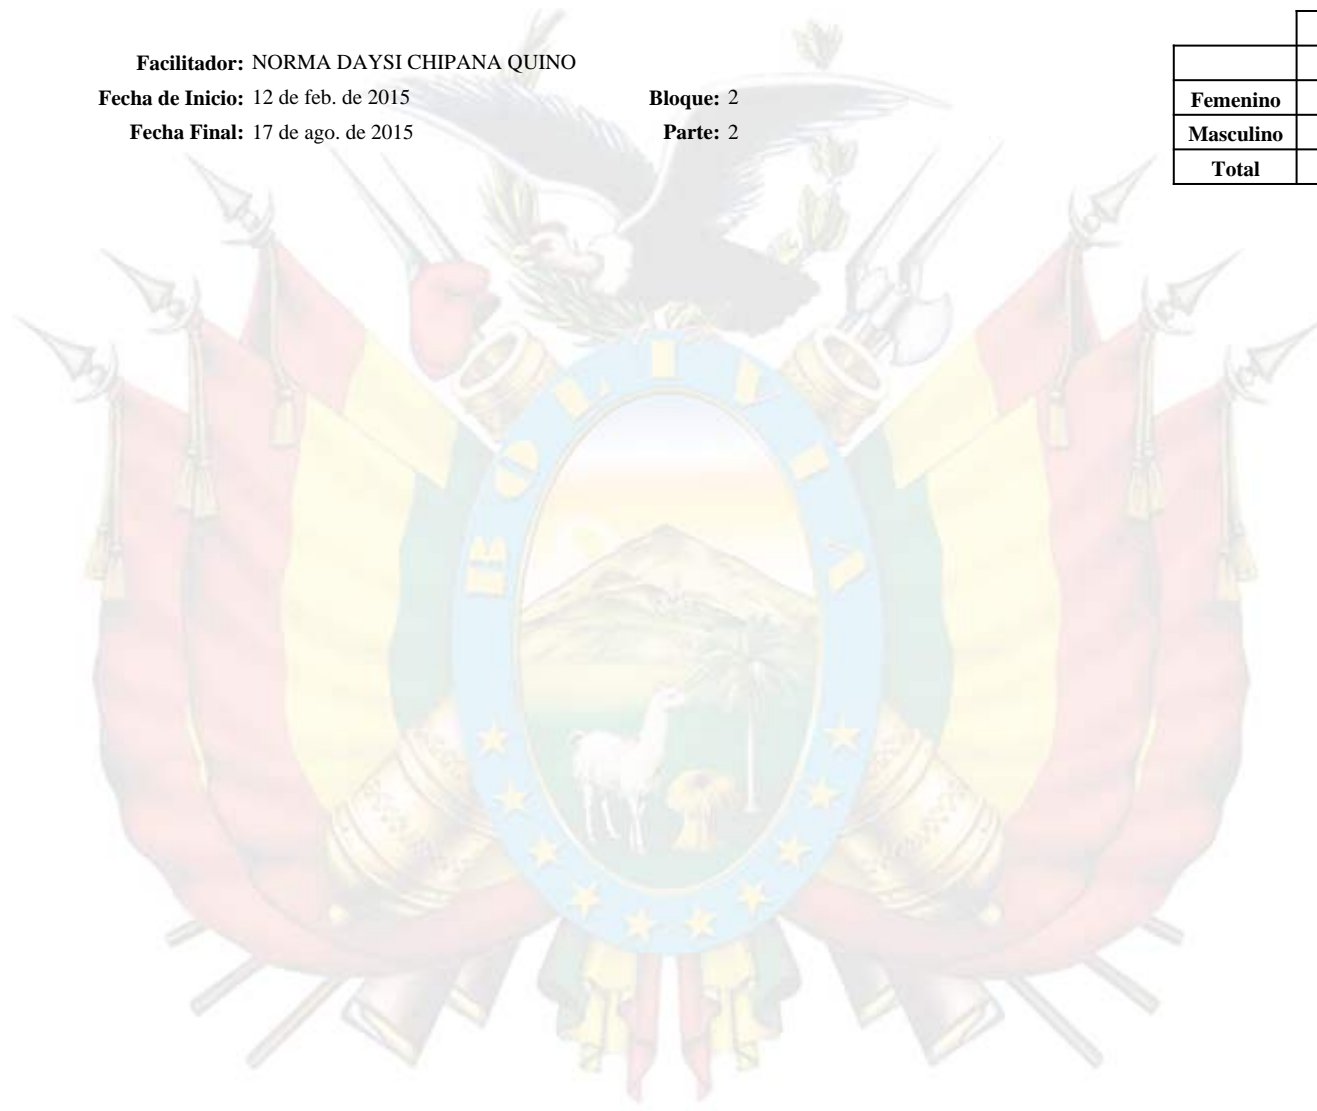 Facilitador: NORMA DAYSI CHIPANA QUINO
Fecha de Inicio: 12 de feb. de 2015 Bloque: 2
Fecha Final: 17 de ago. de 2015 Parte: 2
Femenino
Masculino
Total
BOLIVIA